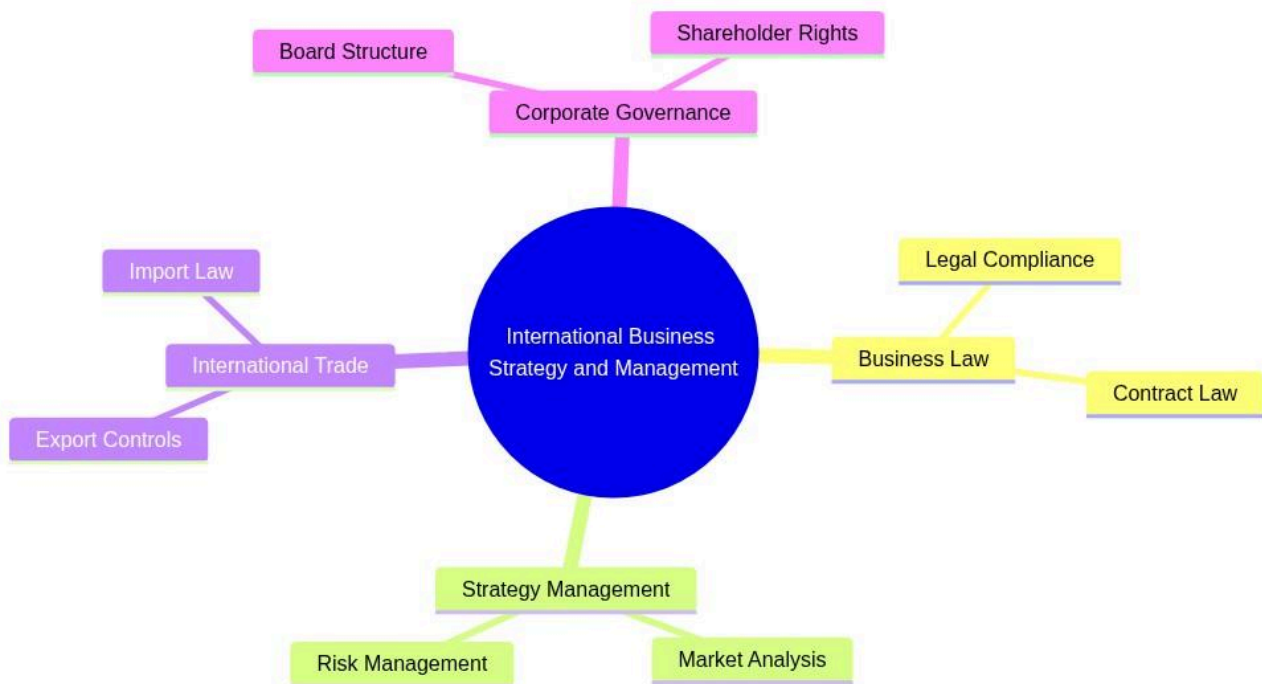 Shareholder Rights
Board Structure
Corporate Governance
Legal Compliance
Import Law
International Business
Strategy and Management
Business Law
International Trade
Contract Law
Export Controls
Strategy Management
Market Analysis
Risk Management